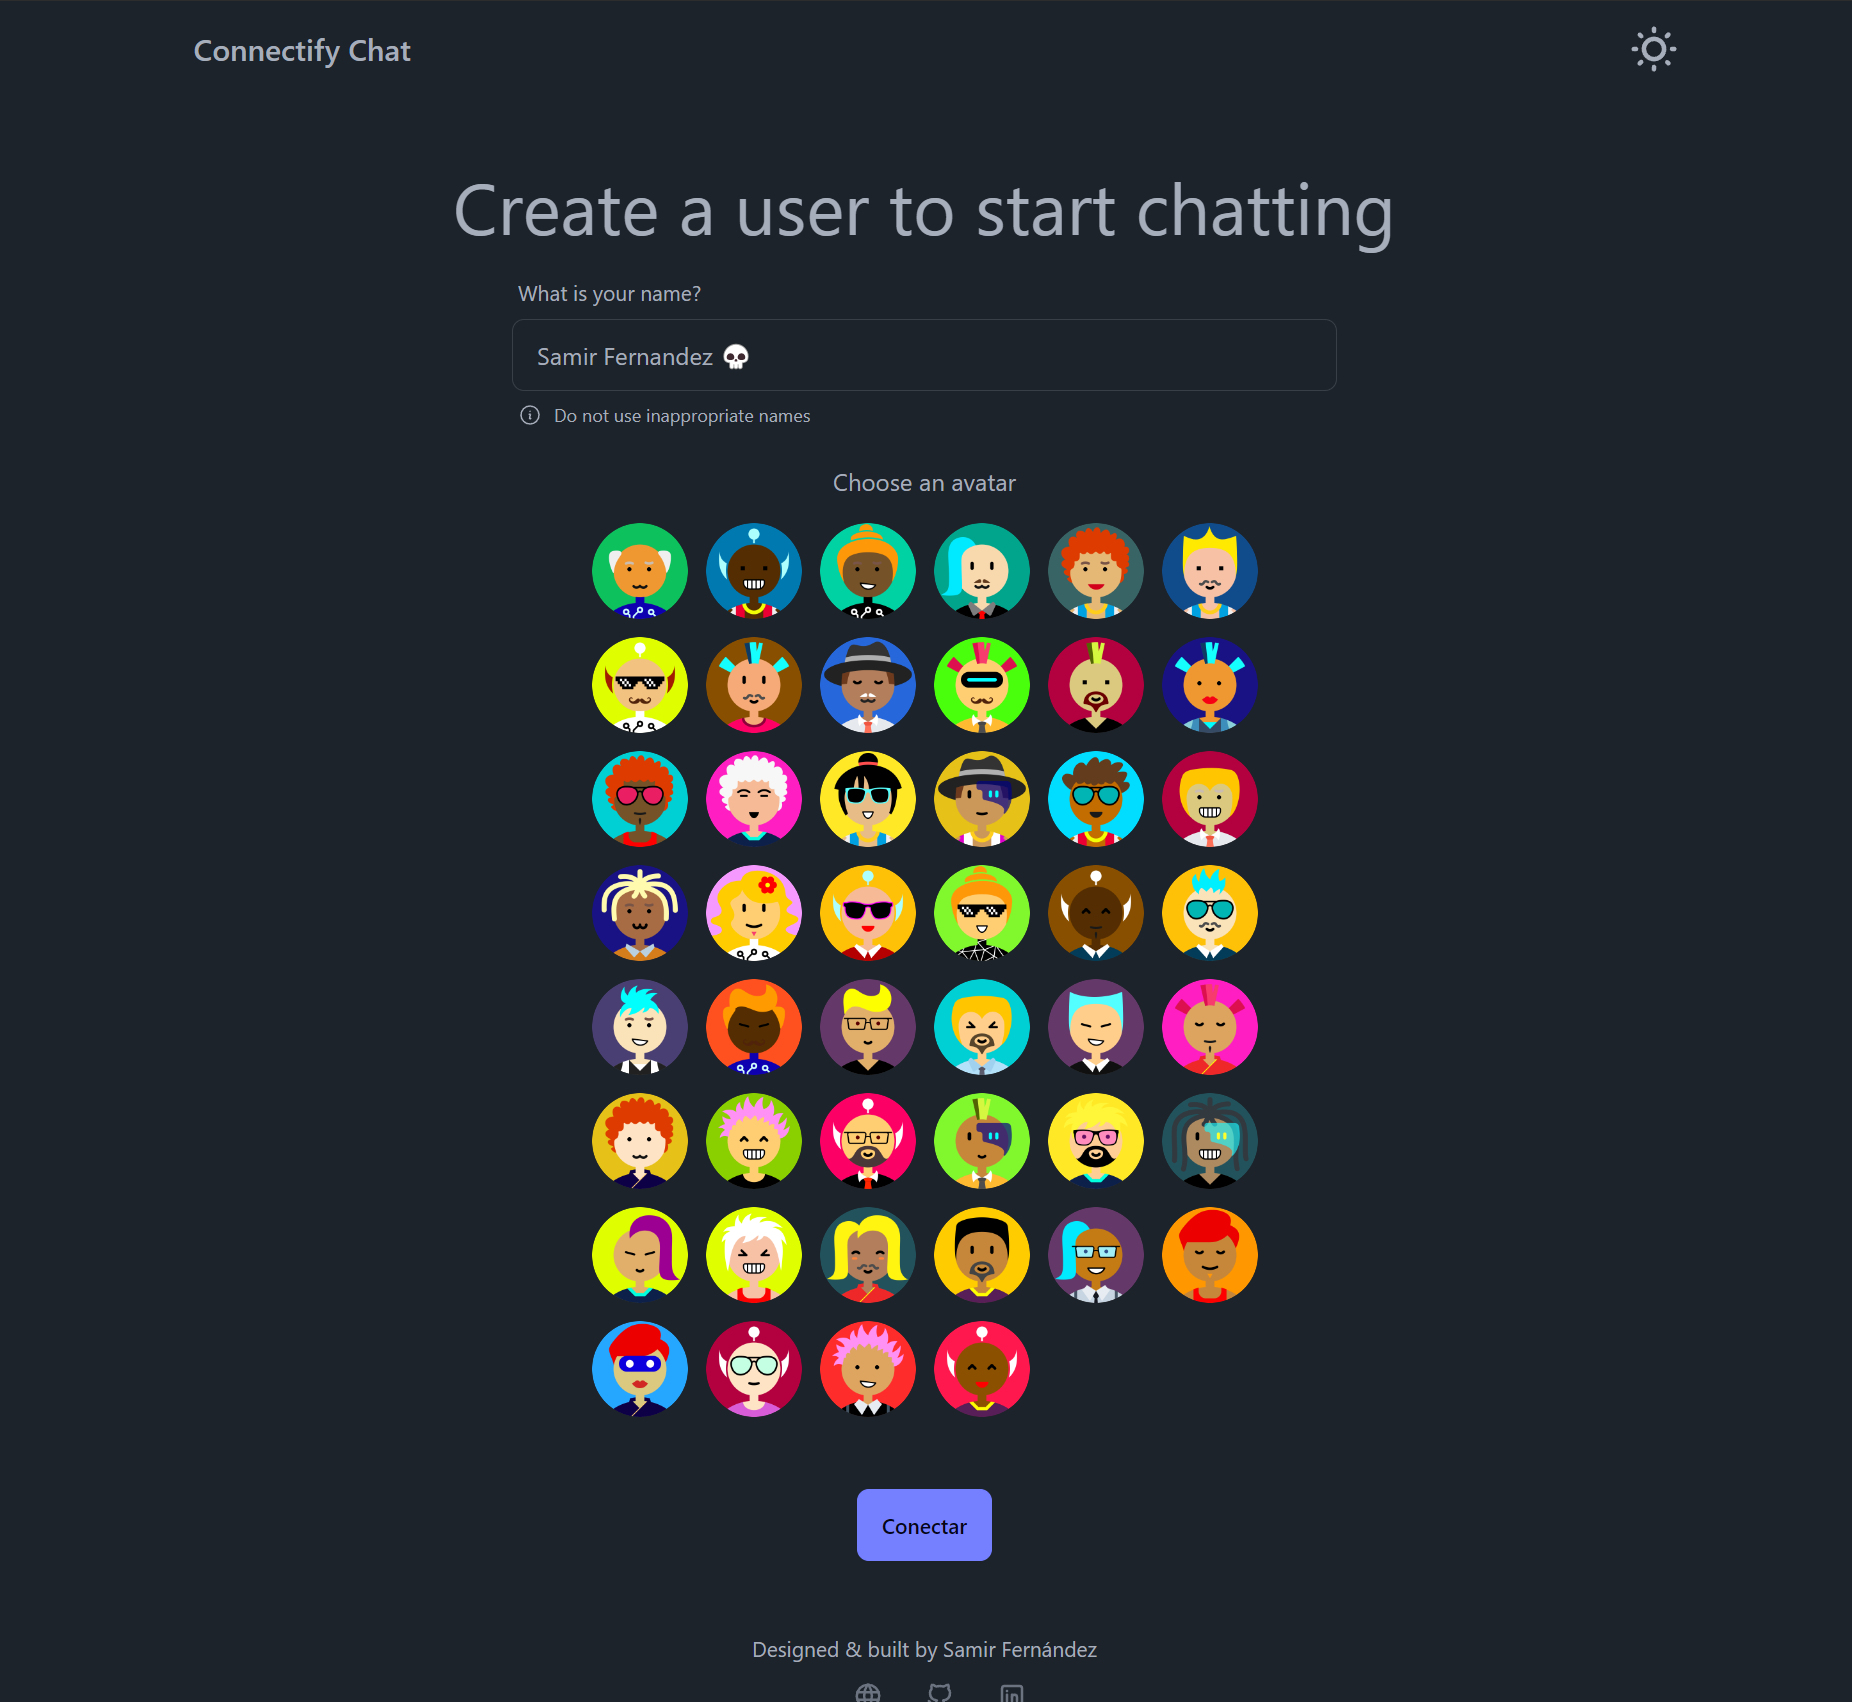 Connectify Chat
Create a user to start chatting
What is your name?
Samir Fernandez 💀
Do not use inappropriate names
Choose an avatar
Conectar
Designed & built by Samir Fernández